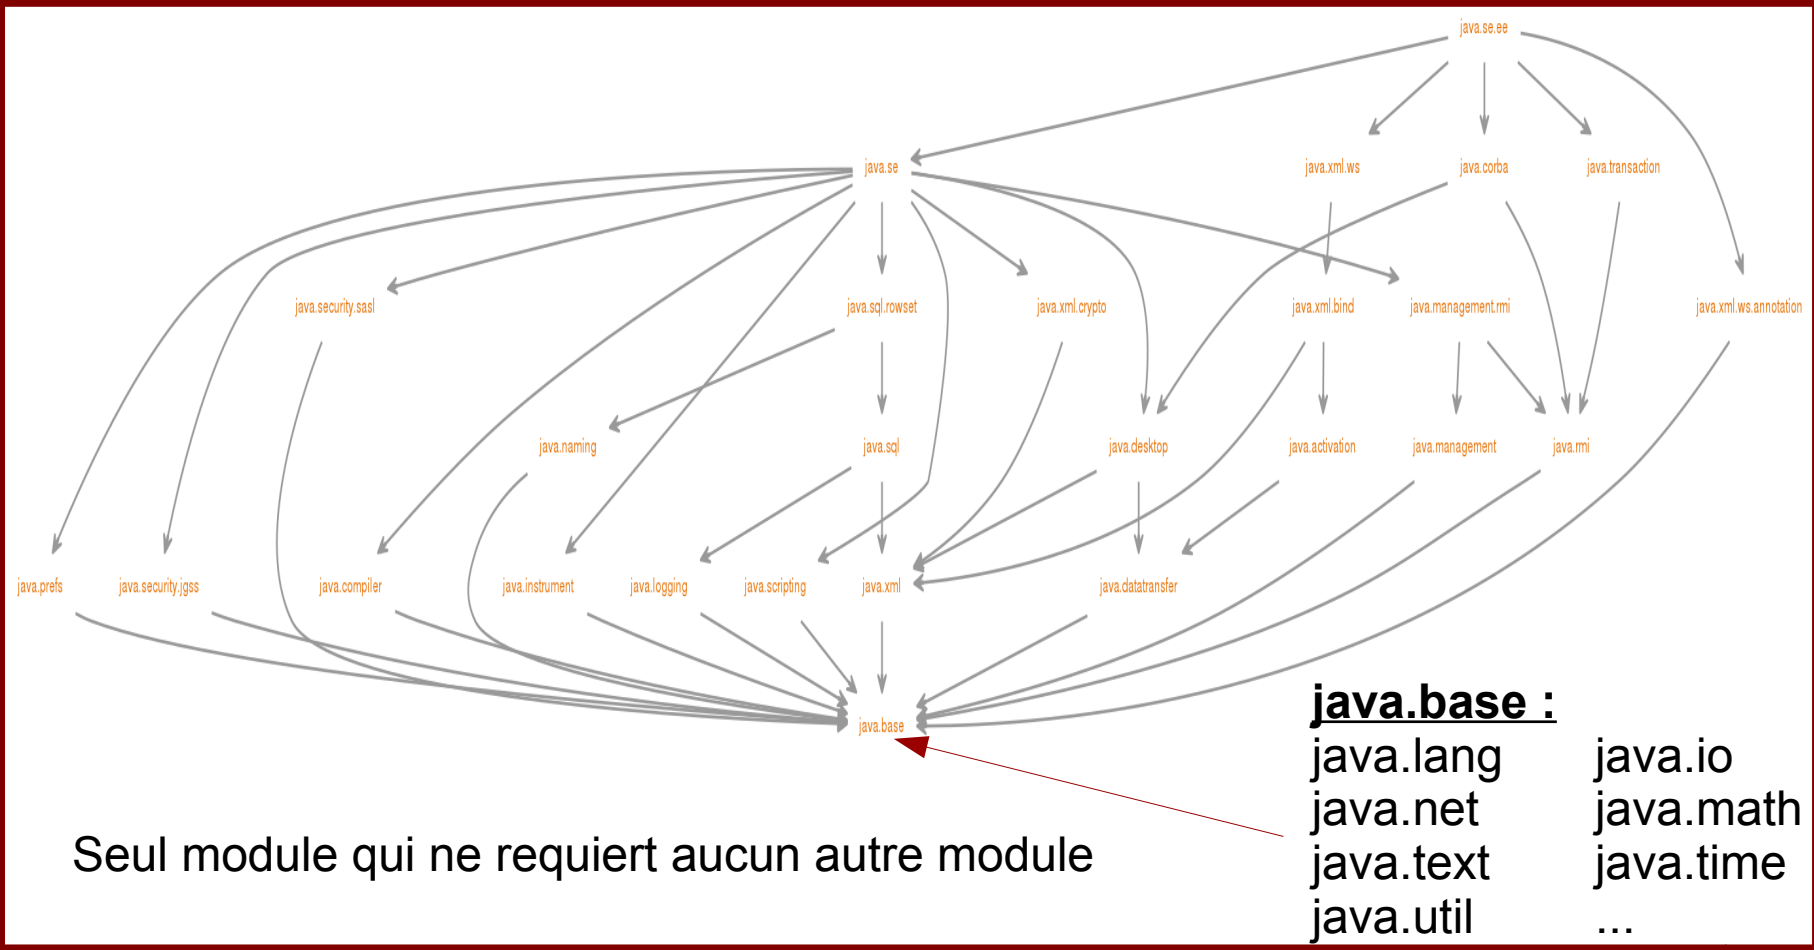 java.se.ee
java.se
java.xml.ws
java.corba
java.transaction
java.security.sasl
java.sql.rowset
java.xml.crypto
java.xml.bind
java.management.rmi
java.xml.ws.annotation
java.naming
java.sql
java.desktop
java.activation
java.management
java.rmi
java.prefs
java.security.jgss
java.compiler
java.instrument
java.logging
java.scripting
java.xml
java.datatransfer
java.base
java.base :
java.lang java.io
java.net java.math
java.text java.time
java.util ...
Seul module qui ne requiert aucun autre module